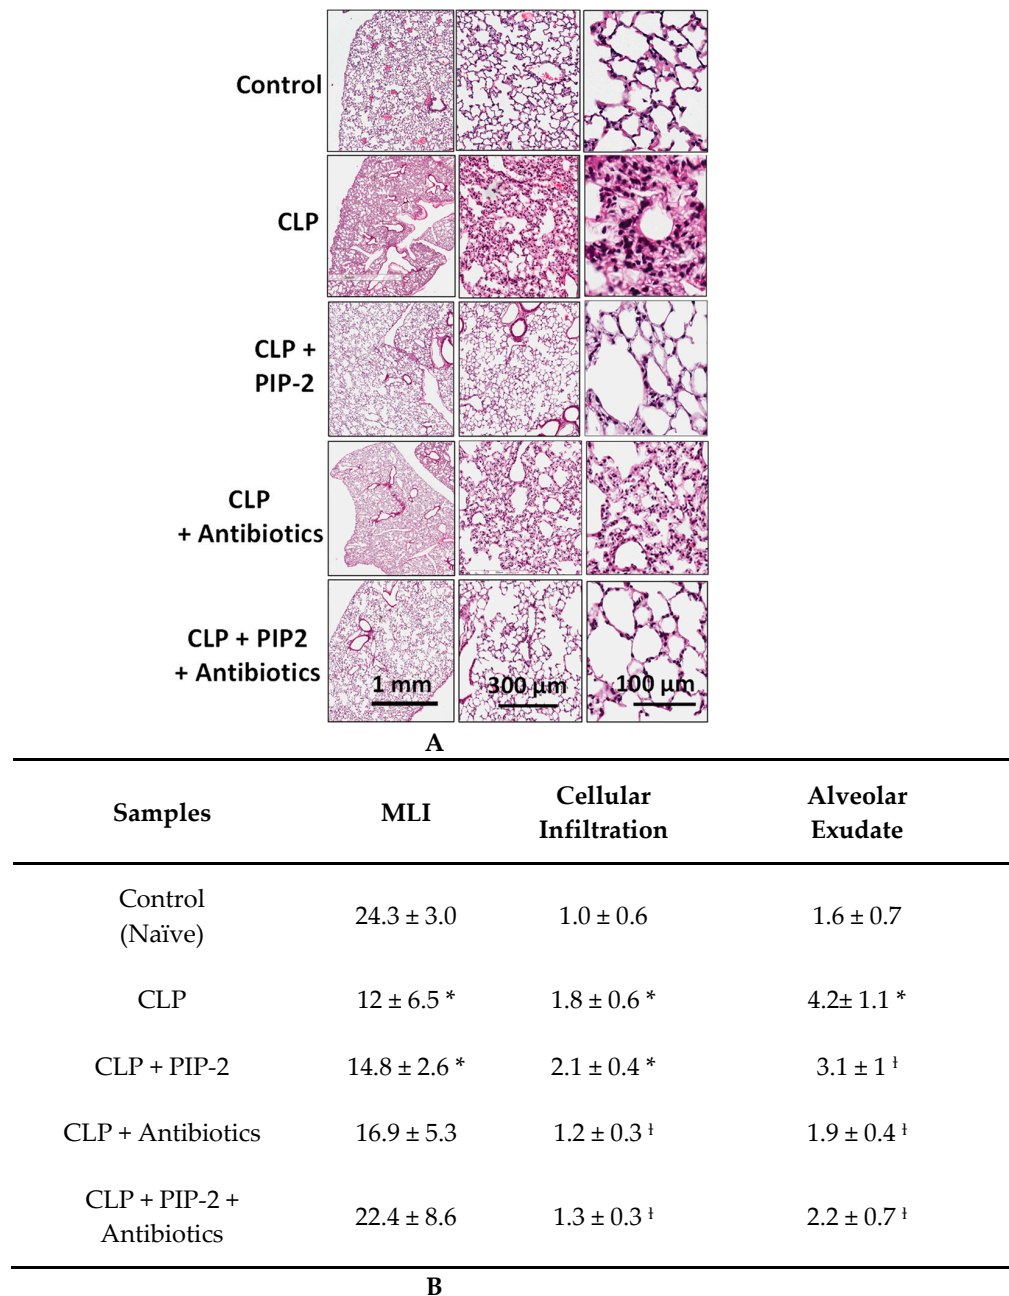 Control
CLP
CLP +
PIP-2
CLP
+ Antibiotics
CLP + PIP2
+ Antibiotics
1 mm
300 µm
100 µm
A
Samples
MLI
Cellular
Infiltration
Alveolar
Exudate
Control
(Naïve)
24.3 ± 3.0
1.0 ± 0.6
1.6 ± 0.7
CLP
12 ± 6.5 *
1.8 ± 0.6 *
4.2± 1.1 *
CLP + PIP-2
14.8 ± 2.6 *
2.1 ± 0.4 *
3.1 ± 1 ƚ
CLP + Antibiotics
16.9 ± 5.3
1.2 ± 0.3 ƚ
1.9 ± 0.4 ƚ
CLP + PIP-2 +
Antibiotics
22.4 ± 8.6
1.3 ± 0.3 ƚ
2.2 ± 0.7 ƚ
B